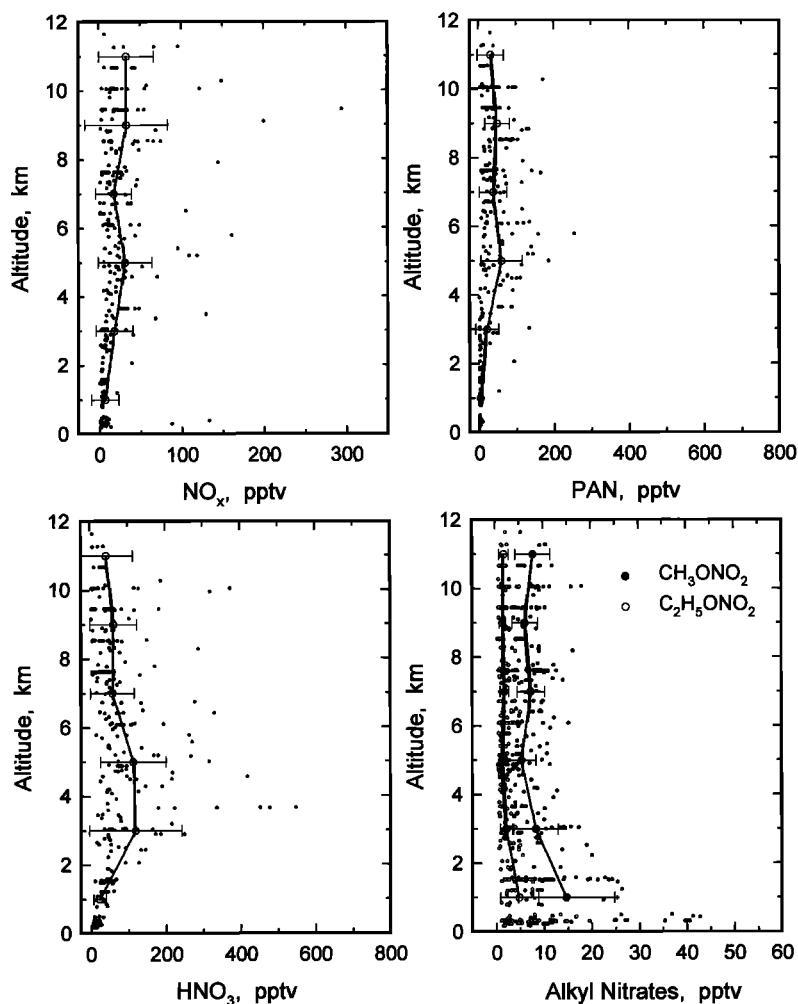 12
10
8
6
4
2
0
Altitude, km
0 100 200 300
NOx, pptv
12
10
8
6
4
2
0
Altitude, km
0 200 400 600 800
PAN, pptv
12
10
8
6
4
2
0
Altitude, km
0 200 400 600 800
HNO3, pptv
12
10
8
6
4
2
0
Altitude, km
CH3ONO2
C2H5ONO2
0 10 20 30 40 50 60
Alkyl Nitrates, pptv